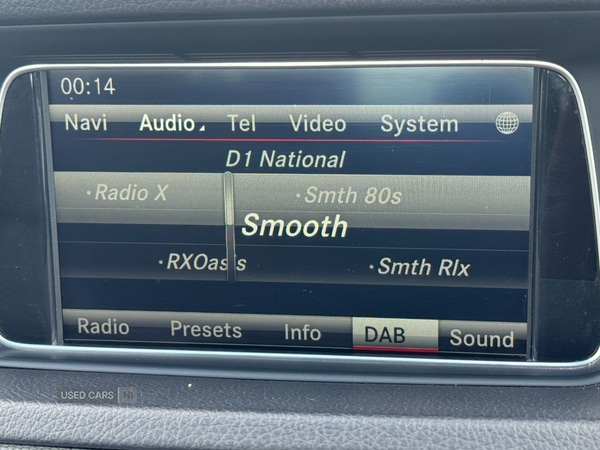 00:14
Navi Audio Tel Video System
D1 National
·Radio X ·Smth 80s
Smooth
·RXOasis ·Smth Rlx
Radio Presets Info DAB Sound
USED CARS NI